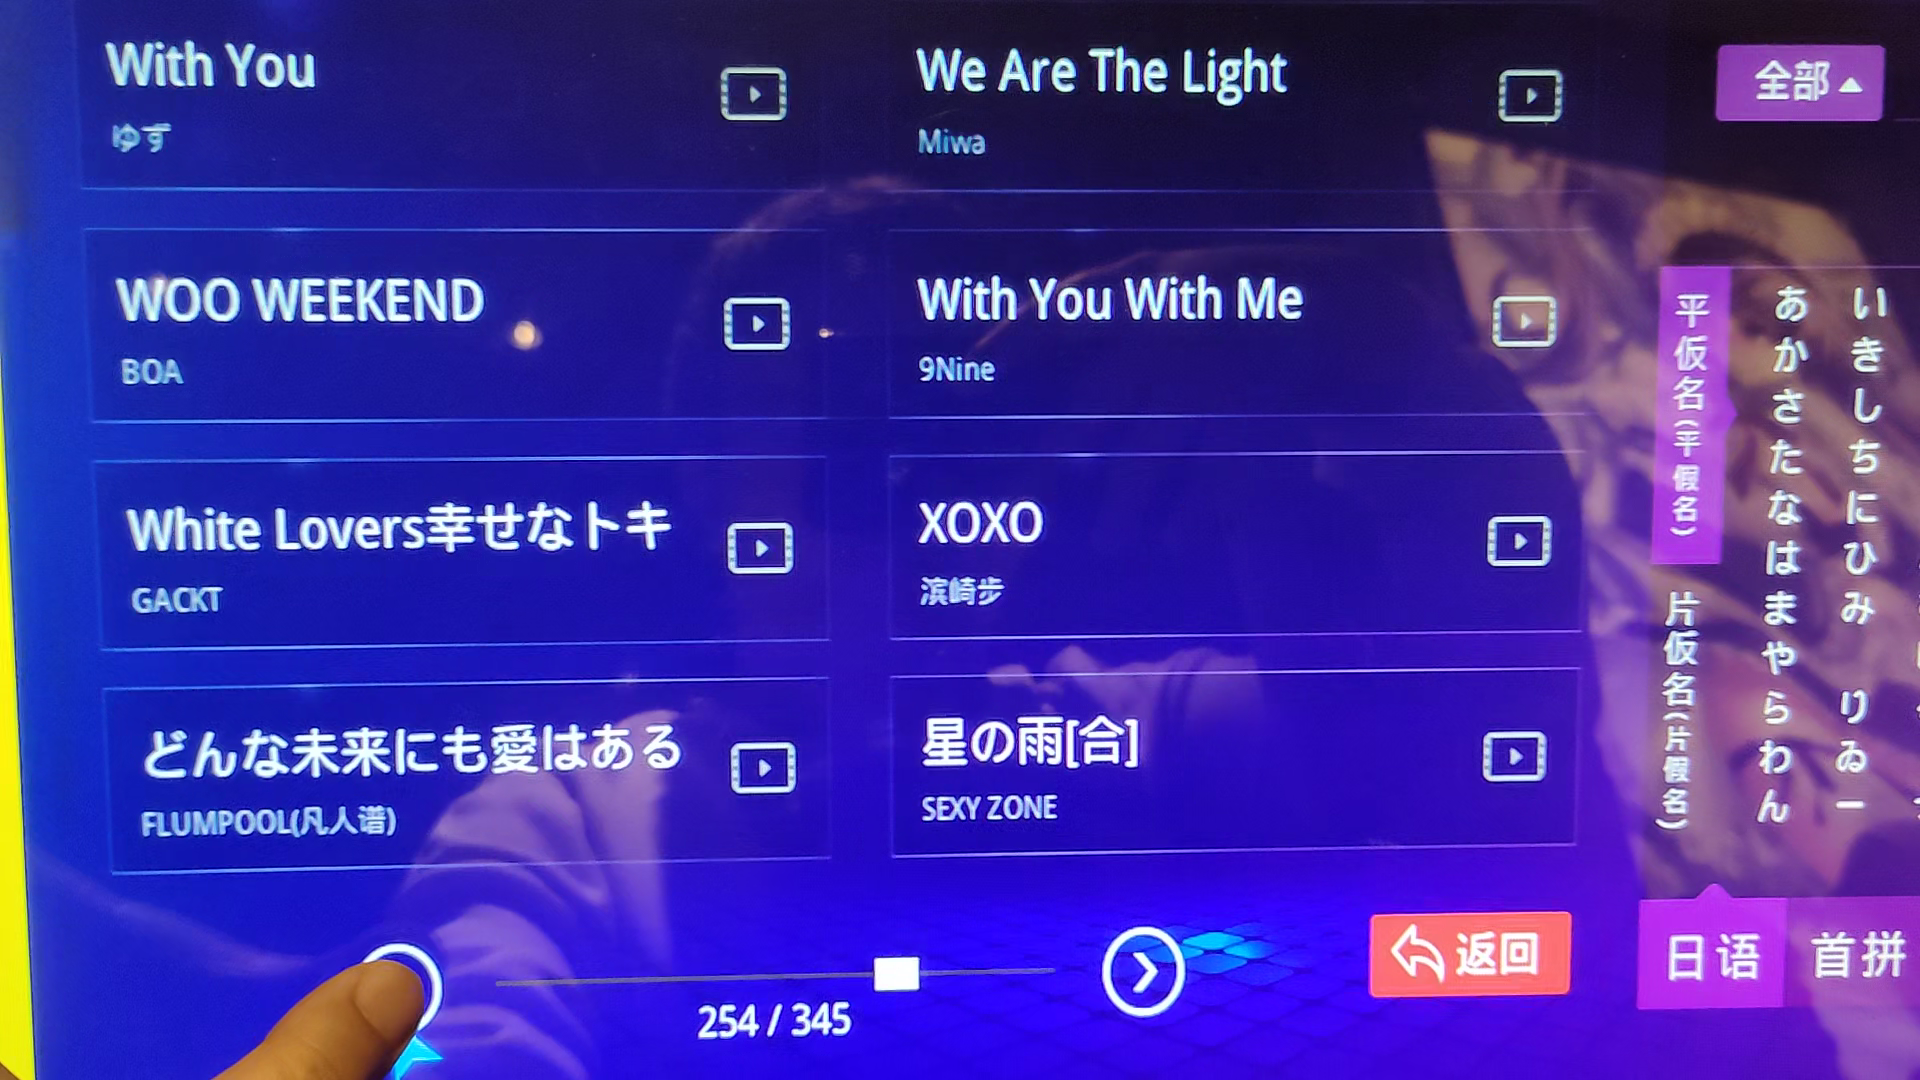 With You
ゆず
We Are The Light
Miwa
WOO WEEKEND
BOA
With You With Me
9Nine
White Lovers幸せなトキ
GACKT
XOXO
滨崎步
どんな未来にも愛はある
FLUMPOOL(凡人谱)
星の雨[合]
SEXY ZONE
254 / 345
返回
全部
平仮名(平假名)
片仮名(片假名)
あかさたなはまやらわん
いきしちにひみ りゐー
日语
首拼